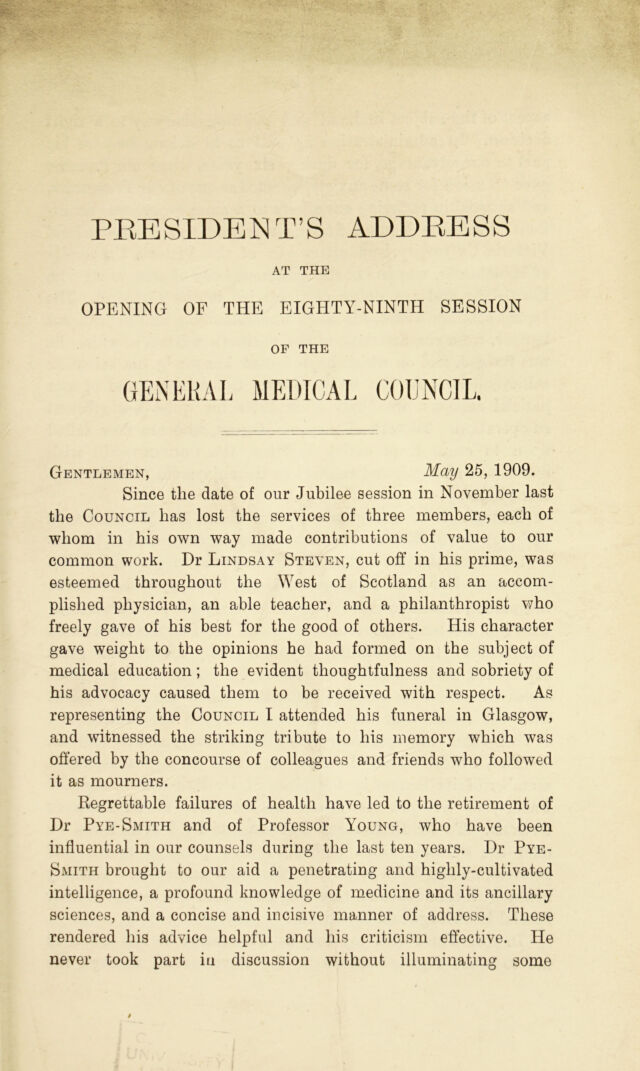 PRESIDENT'S ADDRESS
AT THE
OPENING OF THE EIGHTY-NINTH SESSION
OF THE
GENERAL MEDICAL COUNCIL.
GENTLEMEN, May 25, 1909.
Since the date of our Jubilee session in November last
the COUNCIL has lost the services of three members, each of
whom in his own way made contributions of value to our
common work. Dr LINDSAY STEVEN, cut off in his prime, was
esteemed throughout the West of Scotland as an accom-
plished physician, an able teacher, and a philanthropist who
freely gave of his best for the good of others. His character
gave weight to the opinions he had formed on the subject of
medical education; the evident thoughtfulness and sobriety of
his advocacy caused them to be received with respect. As
representing the COUNCIL I attended his funeral in Glasgow,
and witnessed the striking tribute to his memory which was
offered by the concourse of colleagues and friends who followed
it as mourners.
Regrettable failures of health have led to the retirement of
Dr PYE-SMITH and of Professor YOUNG, who have been
influential in our counsels during the last ten years. Dr PYE-
SMITH brought to our aid a penetrating and highly-cultivated
intelligence, a profound knowledge of medicine and its ancillary
sciences, and a concise and incisive manner of address. These
rendered his advice helpful and his criticism effective. He
never took part in discussion without illuminating some